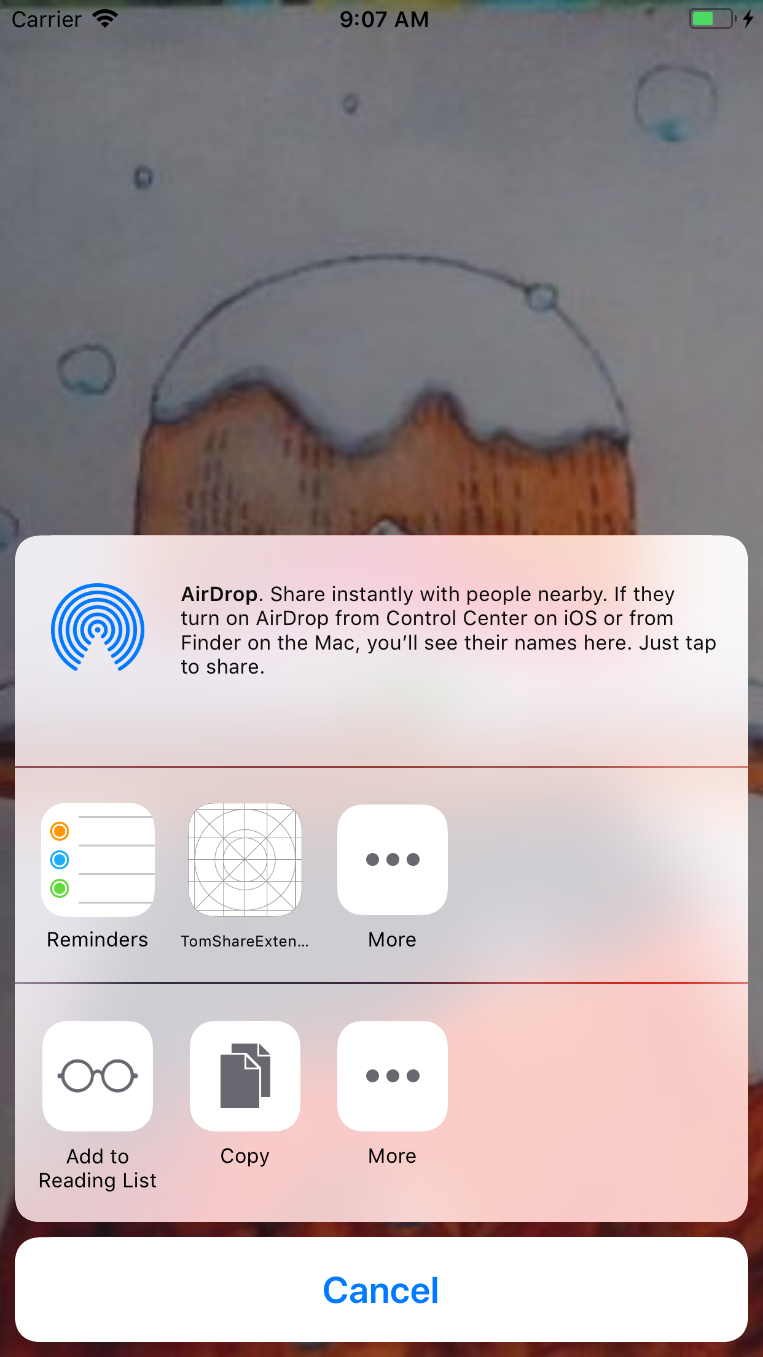 Carrier 9:07 AM
AirDrop. Share instantly with people nearby. If they
turn on AirDrop from Control Center on iOS or from
Finder on the Mac, you’ll see their names here. Just tap
to share.
Reminders TomShareExten... More
Add to Copy More
Reading List
Cancel